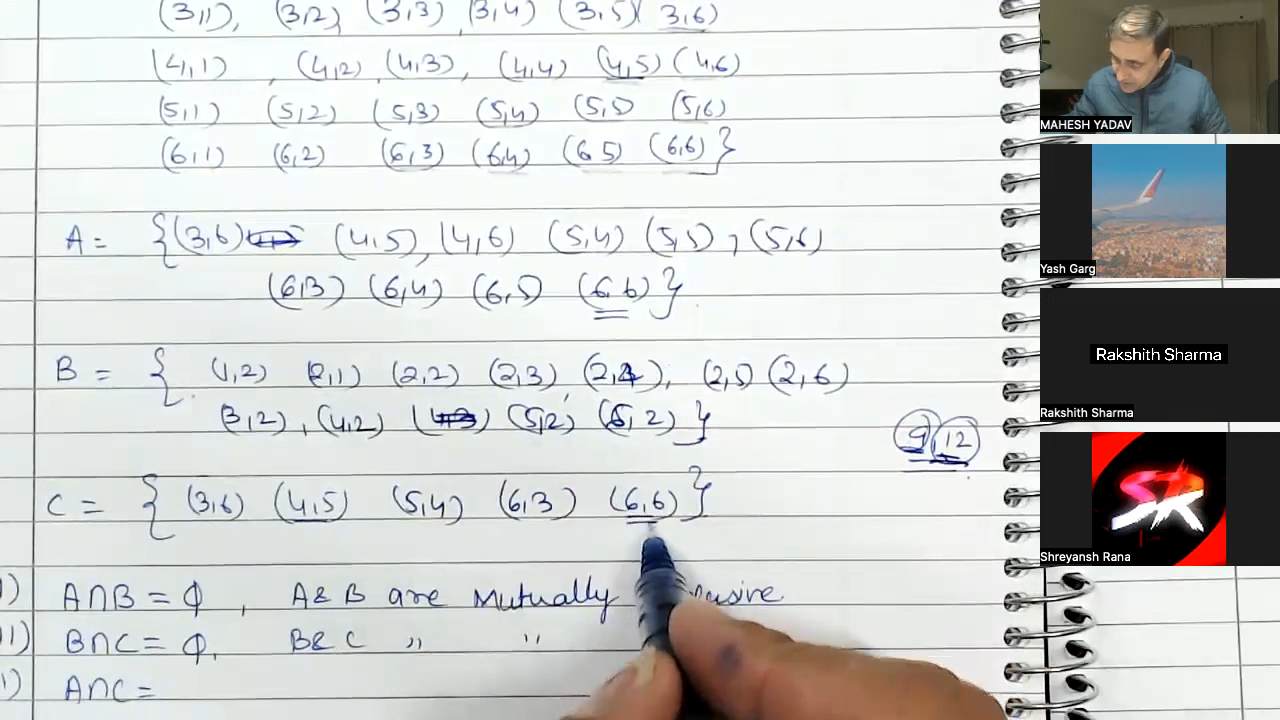 (3,1), (3,2), (3,3), (3,4) (3,5)( 3,6)
(4,1) , (4,2), (4,3), (4,4) (4,5) (4,6)
(5,1) (5,2) (5,3) (5,4) (5,5) (5,6)
(6,1) (6,2) (6,3) (6,4) (6 5) (6,6) }
A = {(3,6) (4,5), (4,6) (5,4) (5,5), (5,6)
(6,3) (6,4) (6,5) (6,6) }
B = { (1,2) (2,1) (2,2) (2,3) (2,4), (2,5) (2,6)
(3,2), (4,2) (5,2) (6,2) }
9, 12
C = { (3,6) (4,5) (5,4) (6,3) (6,6) }
) A∩B = ϕ , A & B are Mutually
11) B∩C = ϕ, B & C ,, ,,
1) A∩C =
MAHESH YADAV
Yash Garg
Rakshith Sharma
Rakshith Sharma
SR
Shreyansh Rana